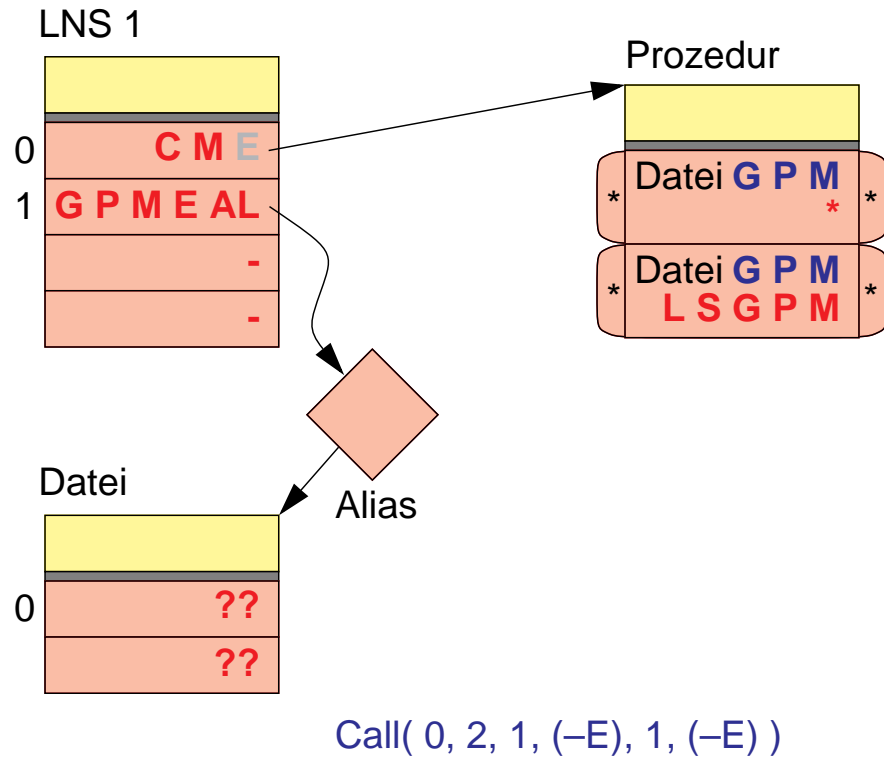 LNS 1
Prozedur
0 C M E
1 G P M E AL
-
-
* Datei G P M *
*
* Datei G P M *
L S G P M
Alias
Datei
0 ??
??
Call( 0, 2, 1, (–E), 1, (–E) )